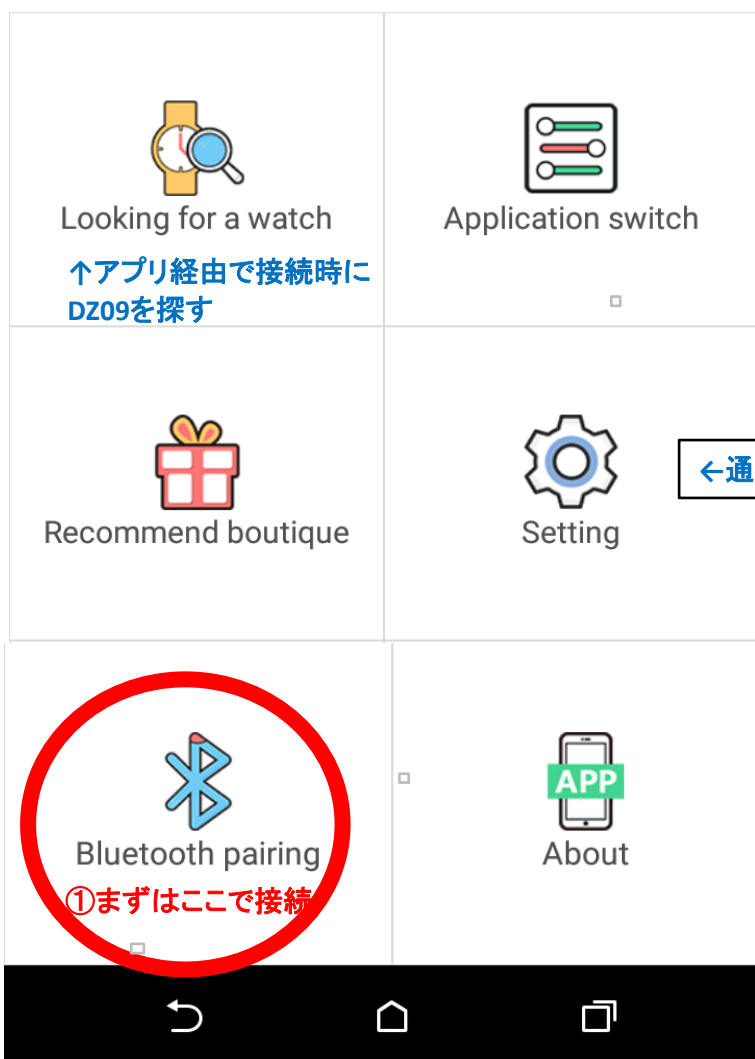 Looking for a watch
Application switch
↑アプリ経由で接続時に
DZ09を探す
Recommend boutique
Setting
←通
Bluetooth pairing
①まずはここで接続
APP
About